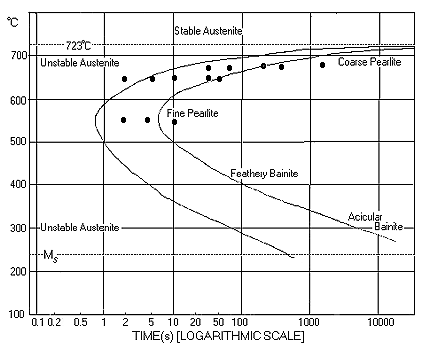 °C
Stable Austenite
723°C
700
Unstable Austenite
Coarse Pearlite
600
Fine Pearlite
500
Feathery Bainite
400
300
Acicular
Bainite
Unstable Austenite
Ms
200
100
0.1 0.2 0.5 1 2 5 10 20 50 100 1000 10000
TIME(s) [LOGARITHMIC SCALE]